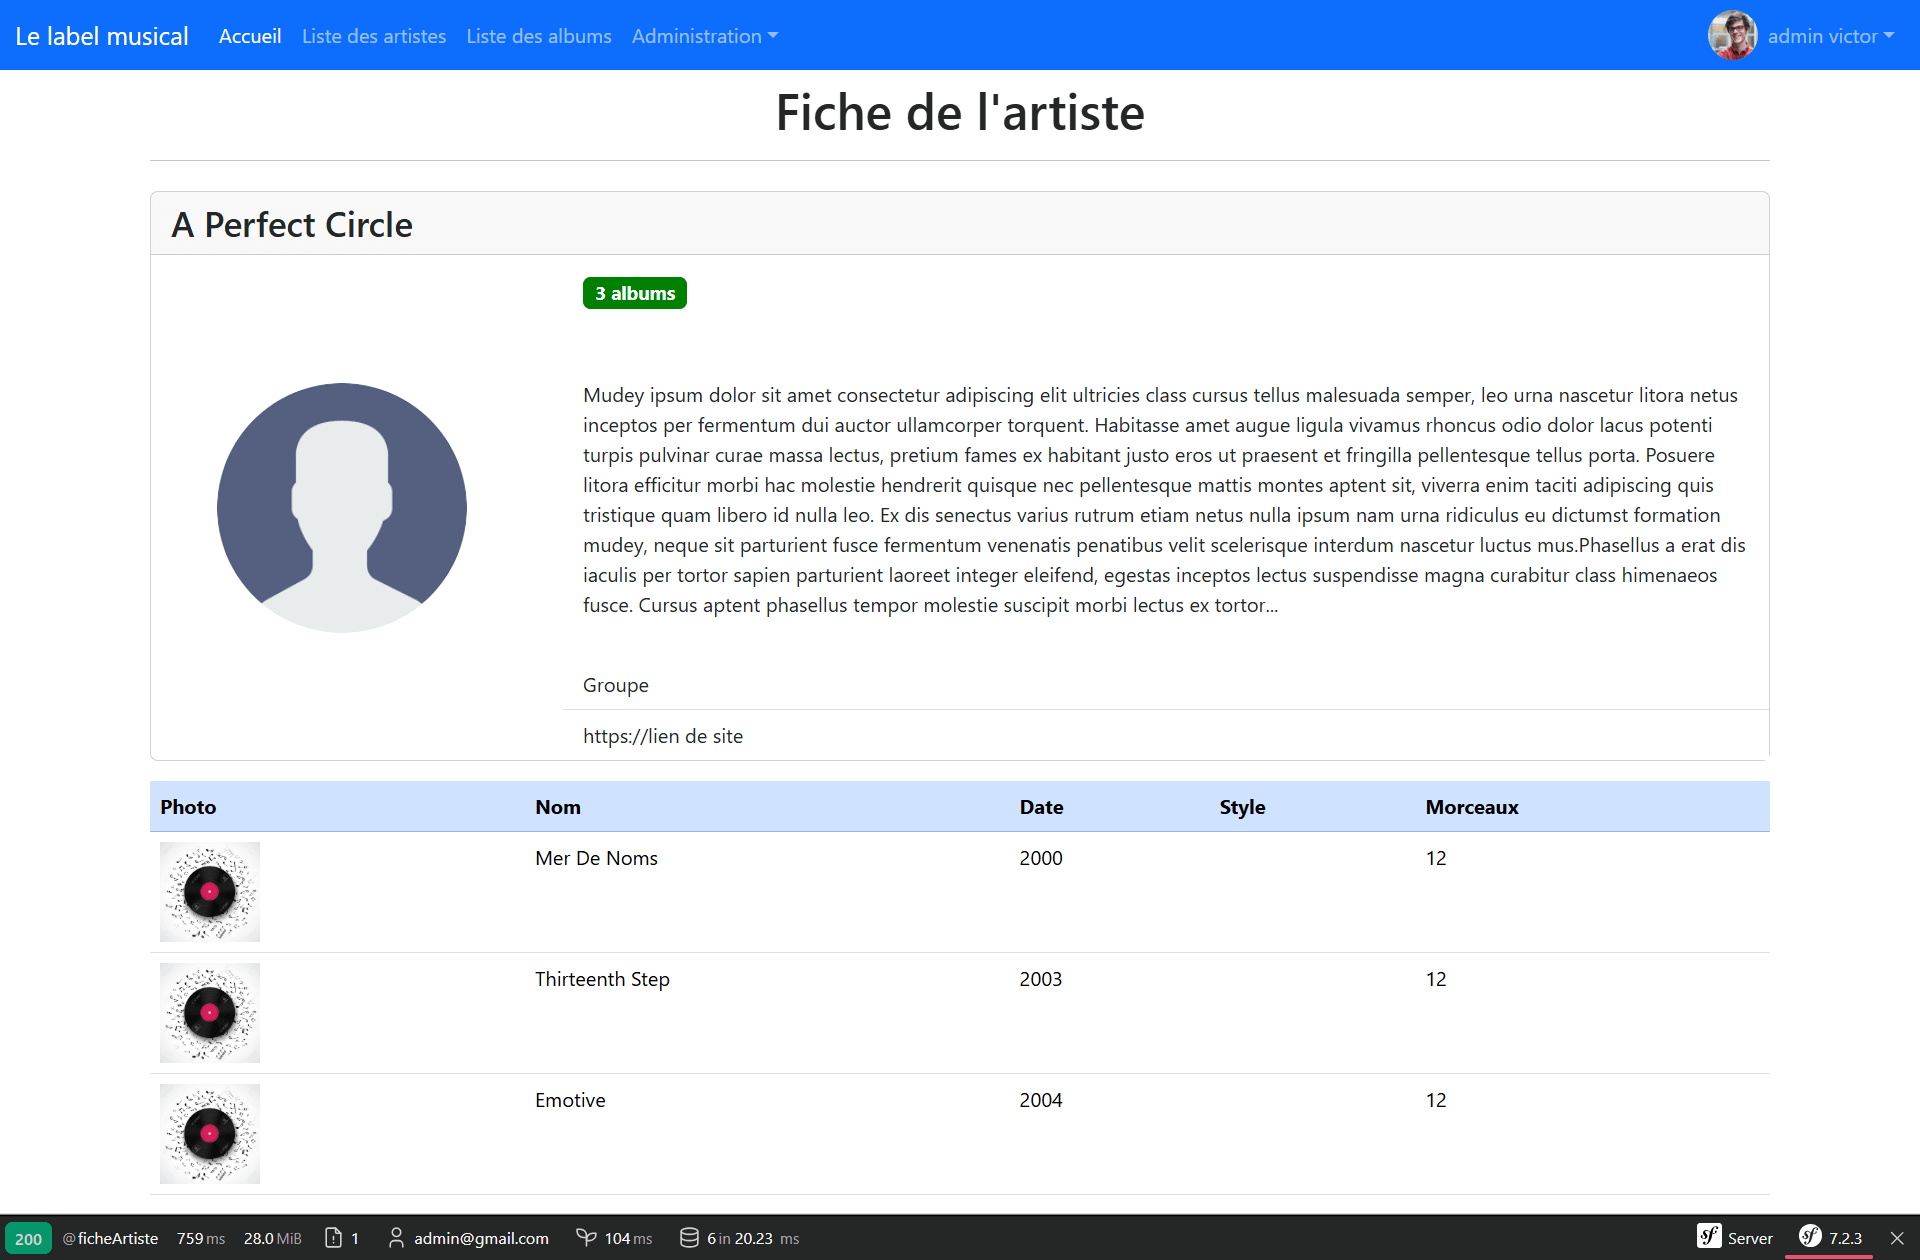 Le label musical Accueil Liste des artistes Liste des albums Administration admin victor
Fiche de l'artiste
A Perfect Circle
3 albums
Mudey ipsum dolor sit amet consectetur adipiscing elit ultricies class cursus tellus malesuada semper, leo urna nascetur litora netus
inceptos per fermentum dui auctor ullamcorper torquent. Habitasse amet augue ligula vivamus rhoncus odio dolor lacus potenti
turpis pulvinar curae massa lectus, pretium fames ex habitant justo eros ut praesent et fringilla pellentesque tellus porta. Posuere
litora efficitur morbi hac molestie hendrerit quisque nec pellentesque mattis montes aptent sit, viverra enim taciti adipiscing quis
tristique quam libero id nulla leo. Ex dis senectus varius rutrum etiam netus nulla ipsum nam urna ridiculus eu dictumst formation
mudey, neque sit parturient fusce fermentum venenatis penatibus velit scelerisque interdum nascetur luctus mus.Phasellus a erat dis
iaculis per tortor sapien parturient laoreet integer eleifend, egestas inceptos lectus suspendisse magna curabitur class himenaeos
fusce. Cursus aptent phasellus tempor molestie suscipit morbi lectus ex tortor...
Groupe
https://lien de site
Photo Nom Date Style Morceaux
Mer De Noms 2000 12
Thirteenth Step 2003 12
Emotive 2004 12
200 @ficheArtiste 759 ms 28.0 MiB 1 admin@gmail.com 104 ms 6 in 20.23 ms sf Server sf 7.2.3